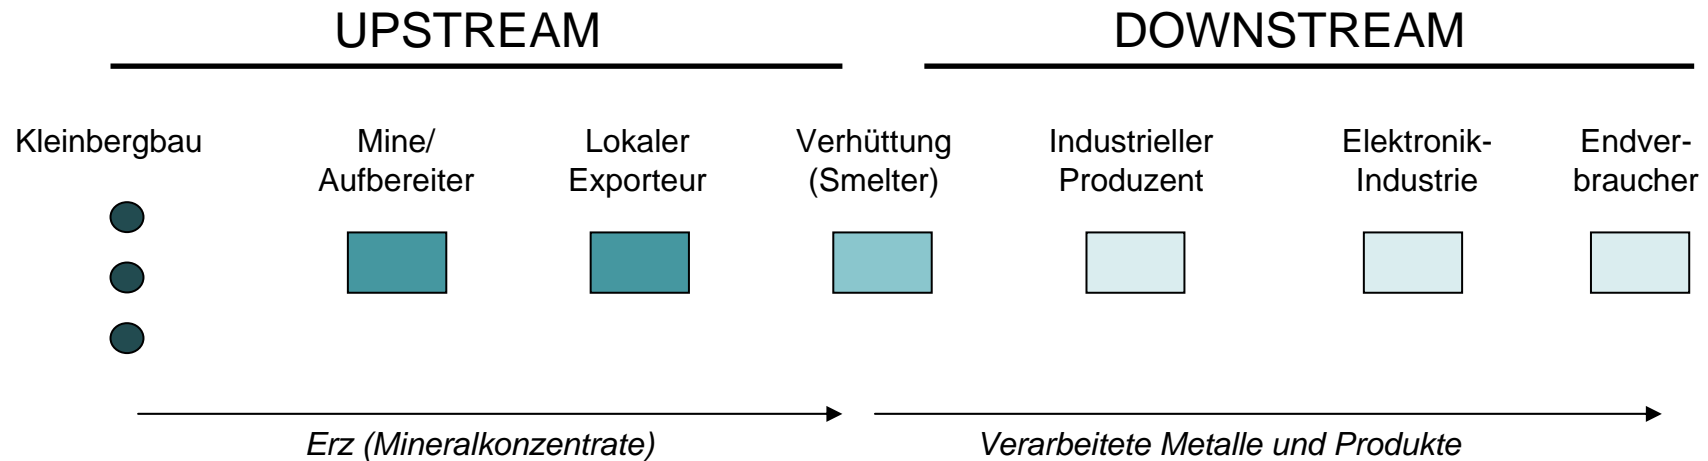 UPSTREAM
DOWNSTREAM
Kleinbergbau
Mine/
Aufbereiter
Lokaler
Exporteur
Verhüttung
(Smelter)
Industrieller
Produzent
Elektronik-
Industrie
Endver-
braucher
Erz (Mineralkonzentrate)
Verarbeitete Metalle und Produkte